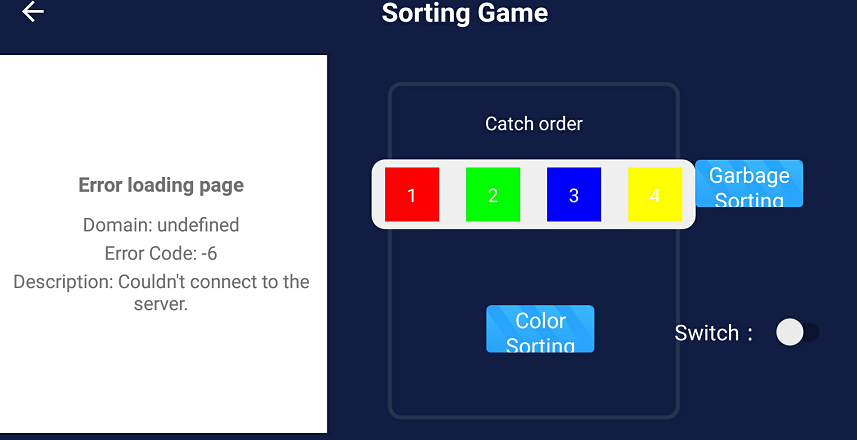 Sorting Game
Error loading page
Domain: undefined
Error Code: -6
Description: Couldn't connect to the
server.
Catch order
1 2 3 4
Garbage
Sorting
Color
Sorting
Switch :